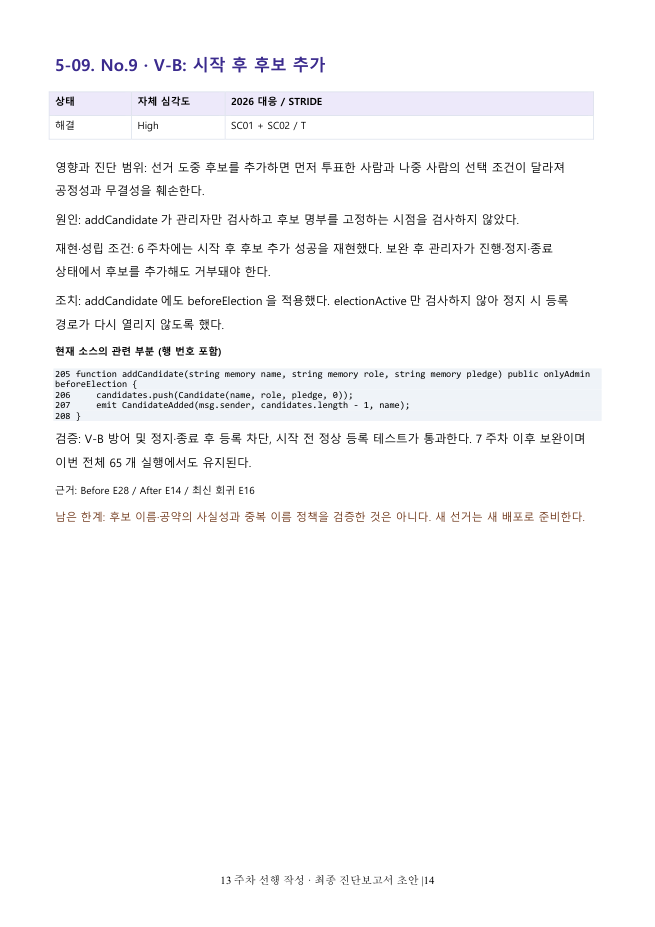 5-09. No.9 · V-B: 시작 후 후보 추가
상태 자체 심각도 2026 대응 / STRIDE
해결 High SC01 + SC02 / T
영향과 진단 범위: 선거 도중 후보를 추가하면 먼저 투표한 사람과 나중 사람의 선택 조건이 달라져
공정성과 무결성을 훼손한다.
원인: addCandidate 가 관리자만 검사하고 후보 명부를 고정하는 시점을 검사하지 않았다.
재현·성립 조건: 6 주차에는 시작 후 후보 추가 성공을 재현했다. 보완 후 관리자가 진행·정지·종료
상태에서 후보를 추가해도 거부돼야 한다.
조치: addCandidate 에도 beforeElection 을 적용했다. electionActive 만 검사하지 않아 정지 시 등록
경로가 다시 열리지 않도록 했다.
현재 소스의 관련 부분 (행 번호 포함)
205 function addCandidate(string memory name, string memory role, string memory pledge) public onlyAdmin
beforeElection {
206     candidates.push(Candidate(name, role, pledge, 0));
207     emit CandidateAdded(msg.sender, candidates.length - 1, name);
208 }
검증: V-B 방어 및 정지·종료 후 등록 차단, 시작 전 정상 등록 테스트가 통과한다. 7 주차 이후 보완이며
이번 전체 65 개 실행에서도 유지된다.
근거: Before E28 / After E14 / 최신 회귀 E16
남은 한계: 후보 이름·공약의 사실성과 중복 이름 정책을 검증한 것은 아니다. 새 선거는 새 배포로 준비한다.
13 주차 선행 작성 · 최종 진단보고서 초안 |14